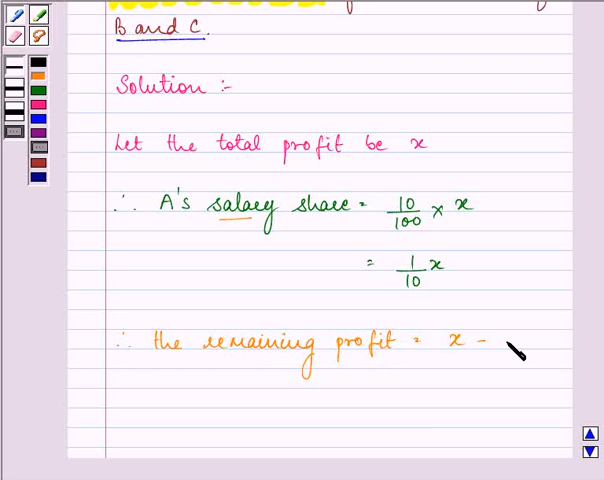 B and C.
Solution :-
Let the total profit be x
∴ A's salary share = 10/100 × x
= 1/10 x
∴ the remaining profit = x -